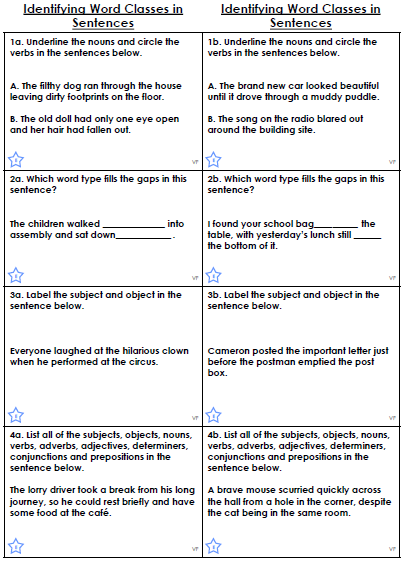 Identifying Word Classes in
Sentences
1a. Underline the nouns and circle the
verbs in the sentences below.
A. The filthy dog ran through the house
leaving dirty footprints on the floor.
B. The old doll had only one eye open
and her hair had fallen out.
VF
2a. Which word type fills the gaps in this
sentence?
The children walked _____________ into
assembly and sat down____________.
VF
3a. Label the subject and object in the
sentence below.
Everyone laughed at the hilarious clown
when he performed at the circus.
VF
4a. List all of the subjects, objects, nouns,
verbs, adverbs, adjectives, determiners,
conjunctions and prepositions in the
sentence below.
The lorry driver took a break from his long
journey, so he could rest briefly and have
some food at the café.
VF
Identifying Word Classes in
Sentences
1b. Underline the nouns and circle the
verbs in the sentences below.
A. The brand new car looked beautiful
until it drove through a muddy puddle.
B. The song on the radio blared out
around the building site.
VF
2b. Which word type fills the gaps in this
sentence?
I found your school bag_________ the
table, with yesterday's lunch still ______
the bottom of it.
VF
3b. Label the subject and object in the
sentence below.
Cameron posted the important letter just
before the postman emptied the post
box.
VF
4b. List all of the subjects, objects, nouns,
verbs, adverbs, adjectives, determiners,
conjunctions and prepositions in the
sentence below.
A brave mouse scurried quickly across
the hall from a hole in the corner, despite
the cat being in the same room.
VF